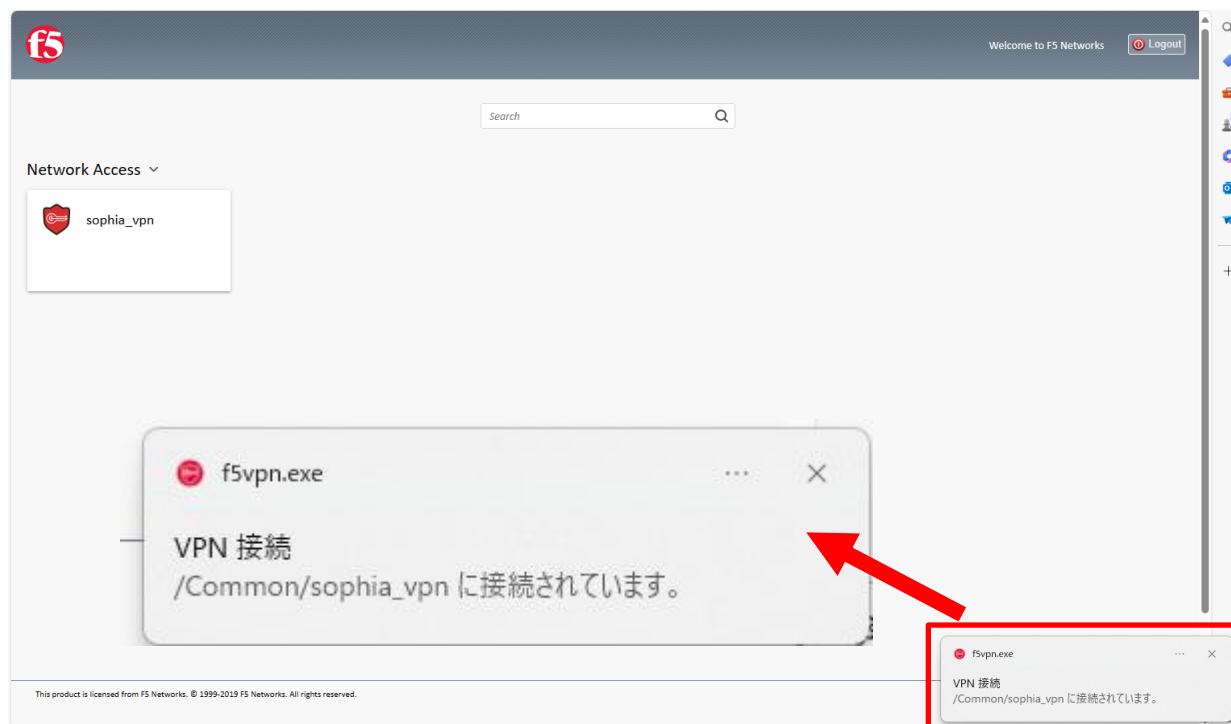 f5
Welcome to F5 Networks
Logout
Search
Network Access
sophia_vpn
f5vpn.exe
VPN 接続
/Common/sophia_vpn に接続されています。
f5vpn.exe
VPN 接続
/Common/sophia_vpn に接続されています。
This product is licensed from F5 Networks. © 1999-2019 F5 Networks. All rights reserved.